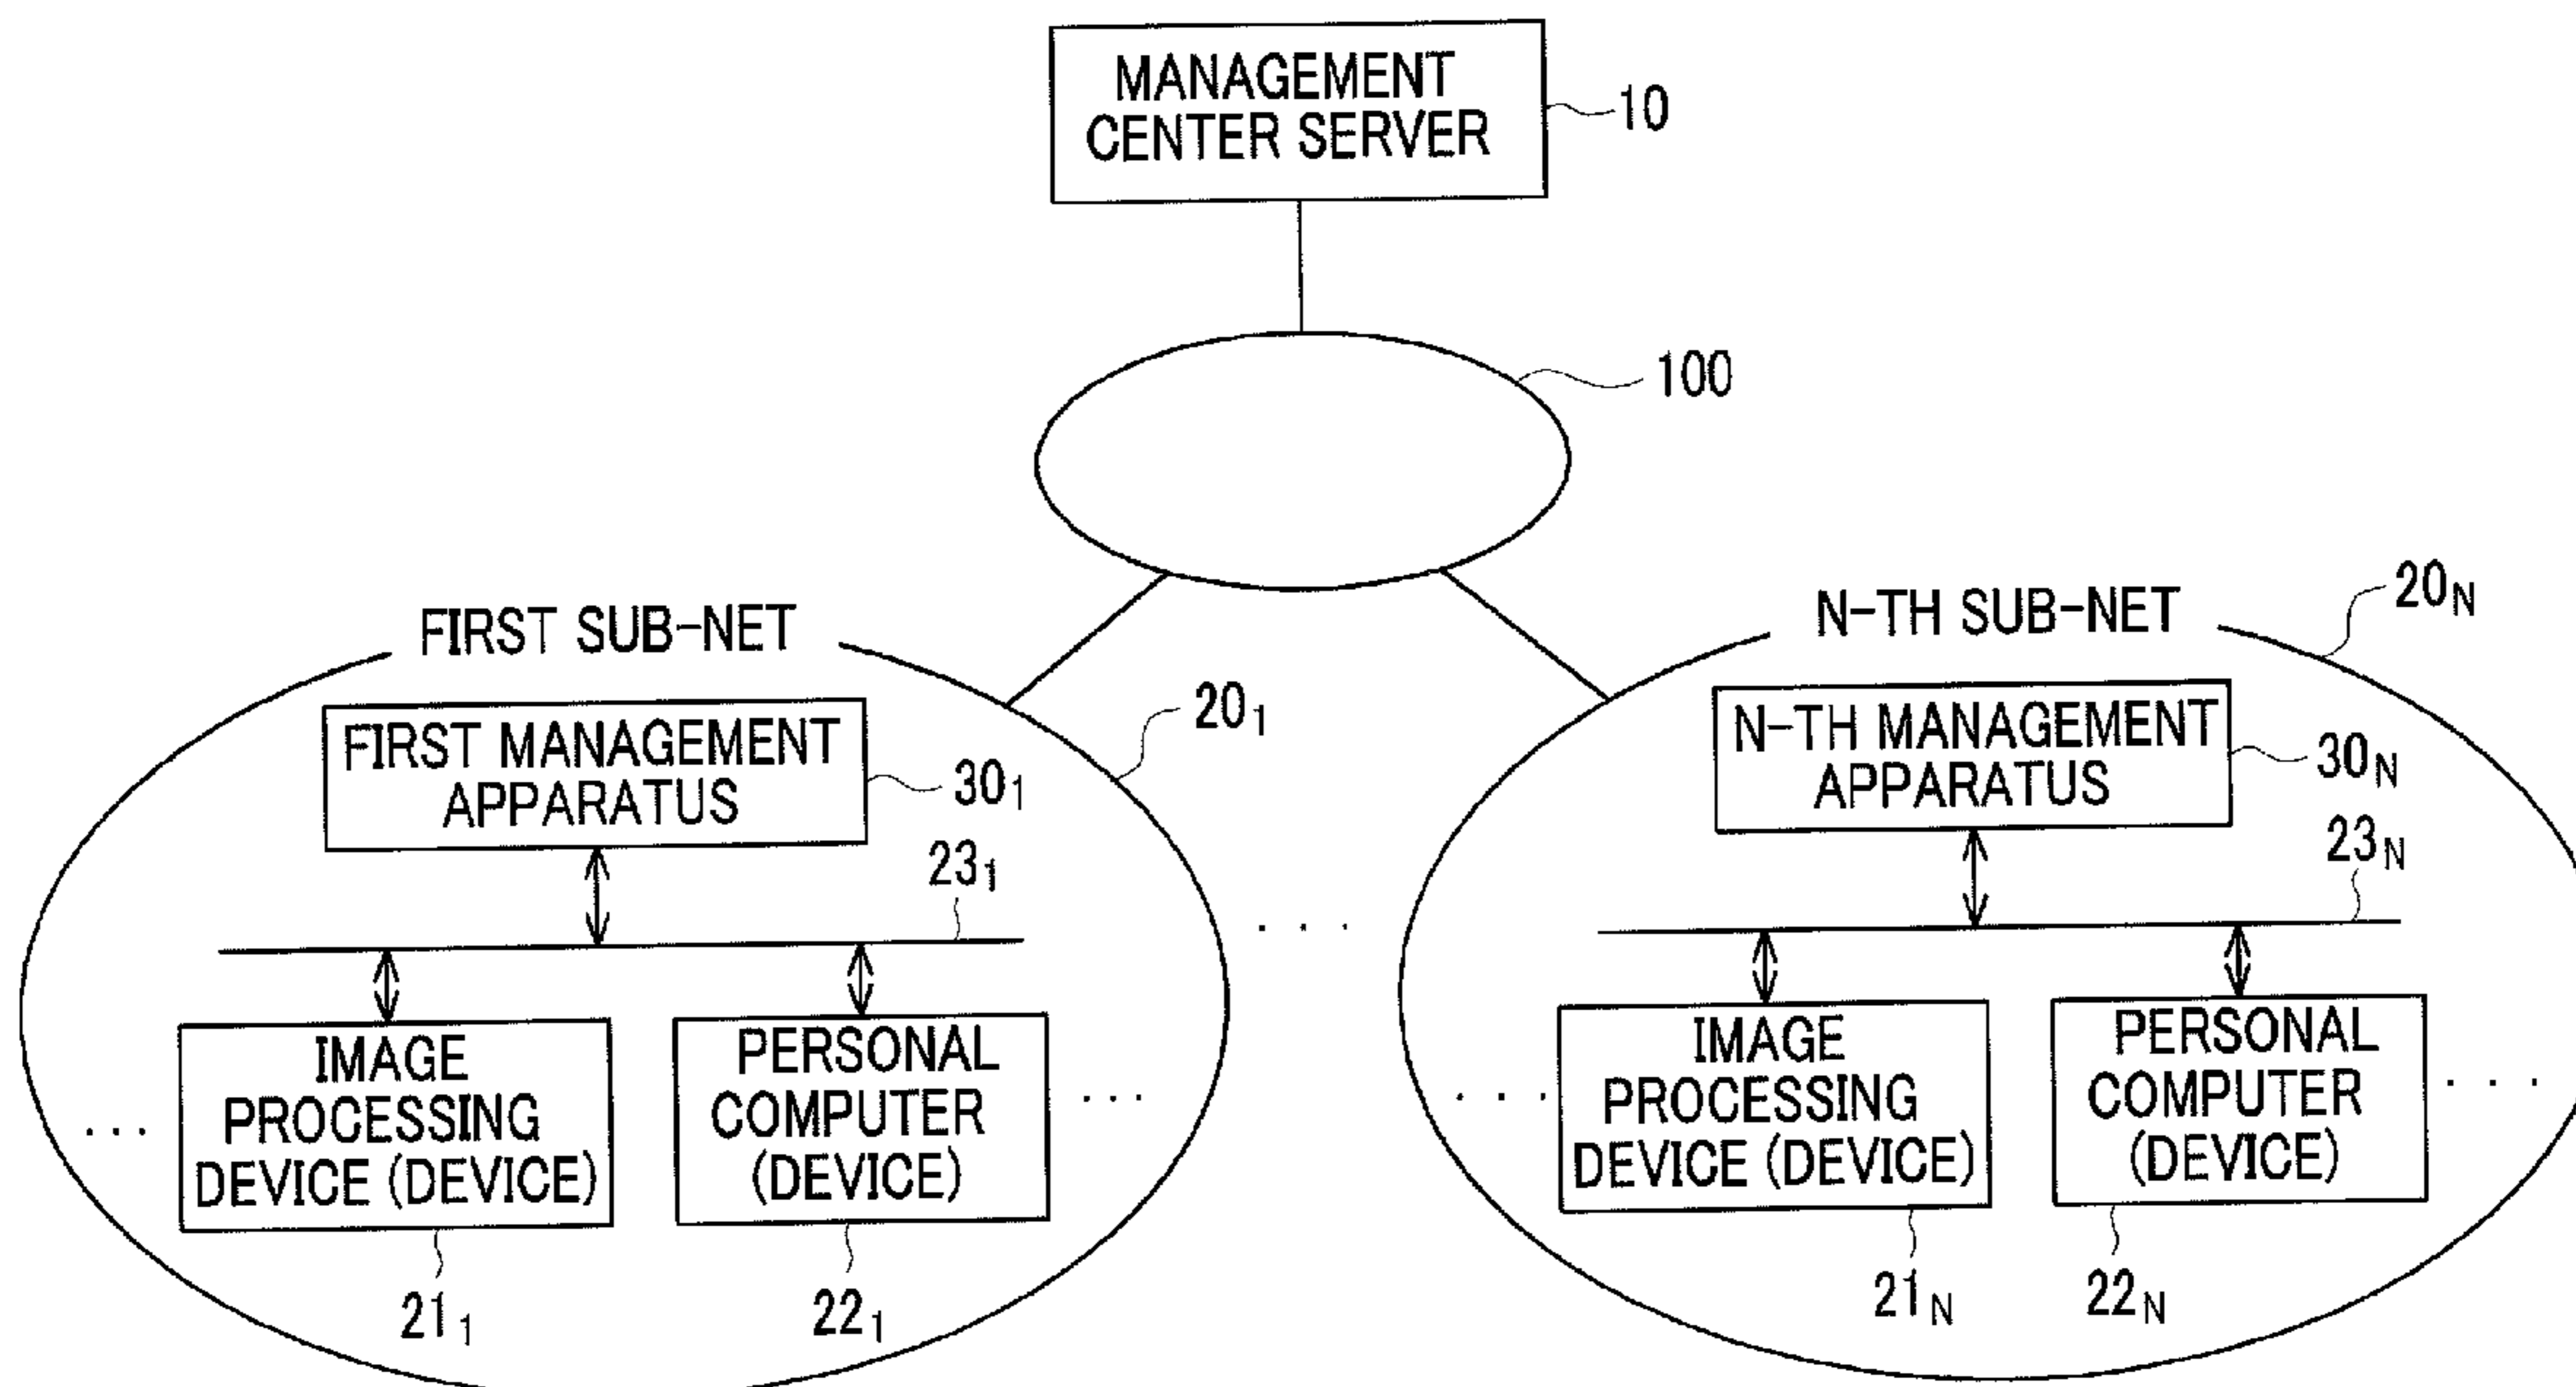 MANAGEMENT
CENTER SERVER
10
100
FIRST SUB-NET
N-TH SUB-NET
20N
FIRST MANAGEMENT
APPARATUS
201
301
N-TH MANAGEMENT
APPARATUS
30N
231
23N
...
...
IMAGE
PROCESSING
DEVICE (DEVICE)
PERSONAL
COMPUTER
(DEVICE)
...
...
IMAGE
PROCESSING
DEVICE (DEVICE)
PERSONAL
COMPUTER
(DEVICE)
...
211
221
21N
22N